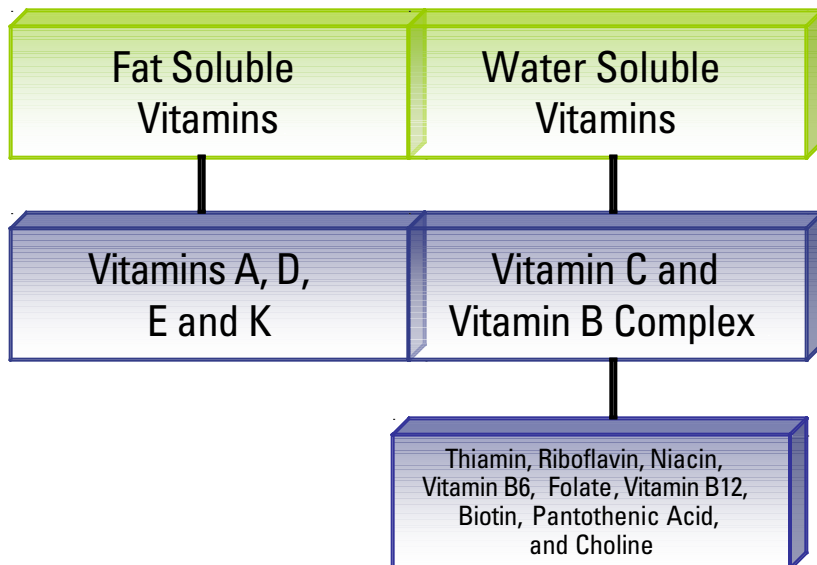 Fat Soluble
Vitamins
Water Soluble
Vitamins
Vitamins A, D,
E and K
Vitamin C and
Vitamin B Complex
Thiamin, Riboflavin, Niacin,
Vitamin B6, Folate, Vitamin B12,
Biotin, Pantothenic Acid,
and Choline